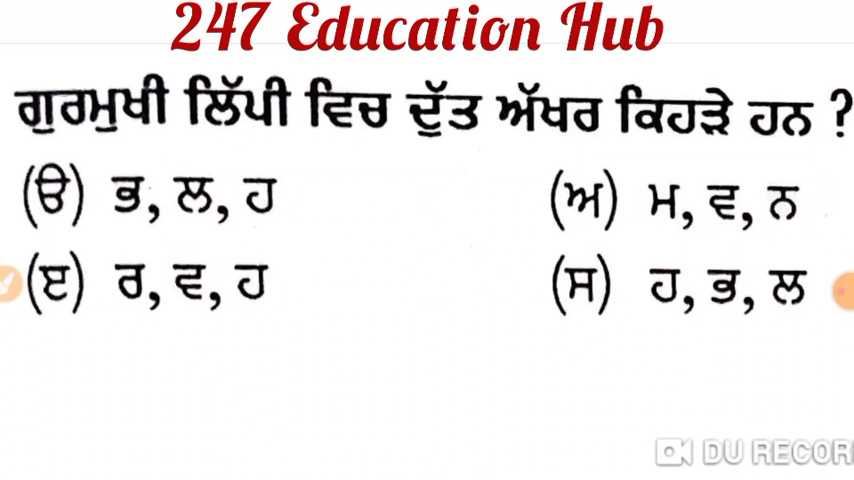 247 Education Hub
ਗੁਰਮੁਖੀ ਲਿੱਪੀ ਵਿਚ ਦੁੱਤ ਅੱਖਰ ਕਿਹੜੇ ਹਨ ?
(ੳ) ਭ, ਲ, ਹ (ਅ) ਮ, ਵ, ਨ
(ੲ) ਰ, ਵ, ਹ (ਸ) ਹ, ਭ, ਲ
DU RECOR